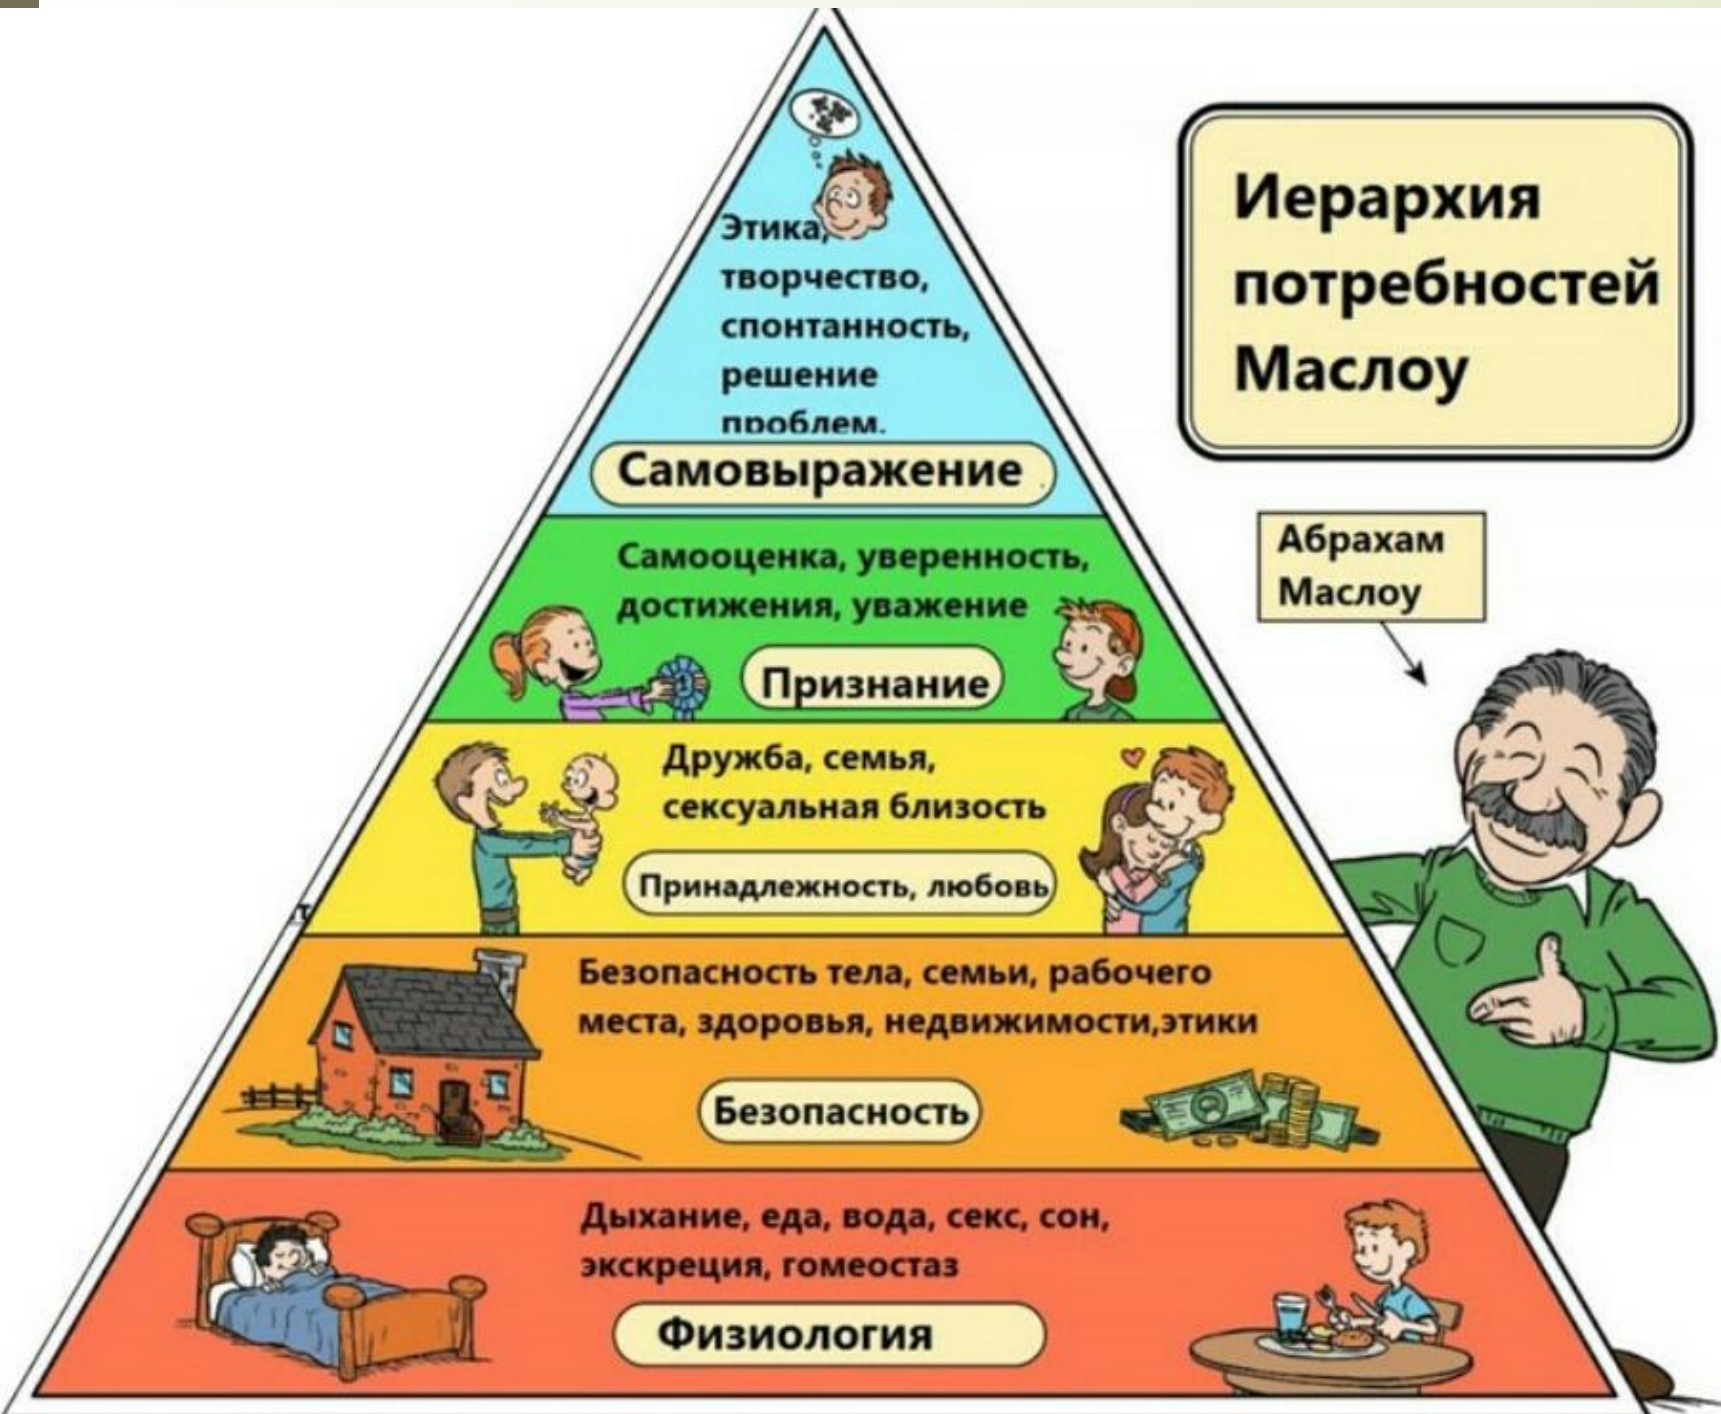 Иерархия
потребностей
Маслоу
Абрахам
Маслоу
Этика,
творчество,
спонтанность,
решение
проблем.
Самовыражение
Самооценка, уверенность,
достижения, уважение
Признание
Дружба, семья,
сексуальная близость
Принадлежность, любовь
Безопасность тела, семьи, рабочего
места, здоровья, недвижимости,этики
Безопасность
Дыхание, еда, вода, секс, сон,
экскреция, гомеостаз
Физиология